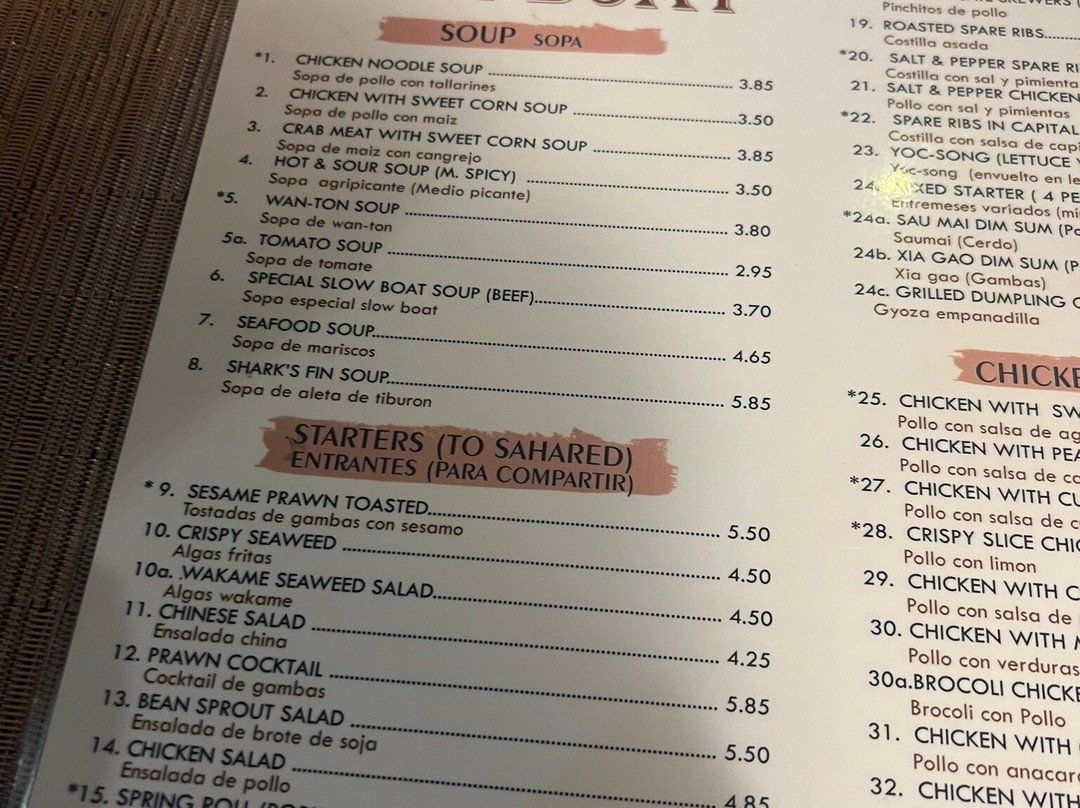 SOUP SOPA
*1. CHICKEN NOODLE SOUP 3.85
Sopa de pollo con tallarines
2. CHICKEN WITH SWEET CORN SOUP 3.50
Sopa de pollo con maiz
3. CRAB MEAT WITH SWEET CORN SOUP 3.85
Sopa de maiz con cangrejo
4. HOT & SOUR SOUP (M. SPICY) 3.50
Sopa agripicante (Medio picante)
*5. WAN-TON SOUP 3.80
Sopa de wan-ton
5a. TOMATO SOUP 2.95
Sopa de tomate
6. SPECIAL SLOW BOAT SOUP (BEEF) 3.70
Sopa especial slow boat
7. SEAFOOD SOUP 4.65
Sopa de mariscos
8. SHARK'S FIN SOUP 5.85
Sopa de aleta de tiburon
STARTERS (TO SAHARED)
ENTRANTES (PARA COMPARTIR)
* 9. SESAME PRAWN TOASTED 5.50
Tostadas de gambas con sesamo
10. CRISPY SEAWEED 4.50
Algas fritas
10a. .WAKAME SEAWEED SALAD 4.50
Algas wakame
11. CHINESE SALAD 4.25
Ensalada china
12. PRAWN COCKTAIL 5.85
Cocktail de gambas
13. BEAN SPROUT SALAD 5.50
Ensalada de brote de soja
14. CHICKEN SALAD 4.85
Ensalada de pollo
*15. SPRING ROLL
Pinchitos de pollo
19. ROASTED SPARE RIBS
Costilla asada
*20. SALT & PEPPER SPARE
Costilla con sal y pimienta
21. SALT & PEPPER CHICKEN
Pollo con sal y pimientas
*22. SPARE RIBS IN CAPITAL
Costilla con salsa de
23. YOC-SONG (LETTUCE
Yoc-song (envuelto en
24. MIXED STARTER ( 4
Entremeses variados
*24a. SAU MAI DIM SUM
Saumai (Cerdo)
24b. XIA GAO DIM SUM
Xia gao (Gambas)
24c. GRILLED DUMPLING
Gyoza empanadilla
*25. CHICKEN WITH
Pollo con salsa de
26. CHICKEN WITH
Pollo con salsa de
*27. CHICKEN WITH
Pollo con salsa de
*28. CRISPY SLICE
Pollo con limon
29. CHICKEN WITH
Pollo con salsa de
30. CHICKEN WITH
Pollo con verduras
30a.BROCOLI
Brocoli con Pollo
31. CHICKEN WITH
Pollo con
32. CHICKEN WITH